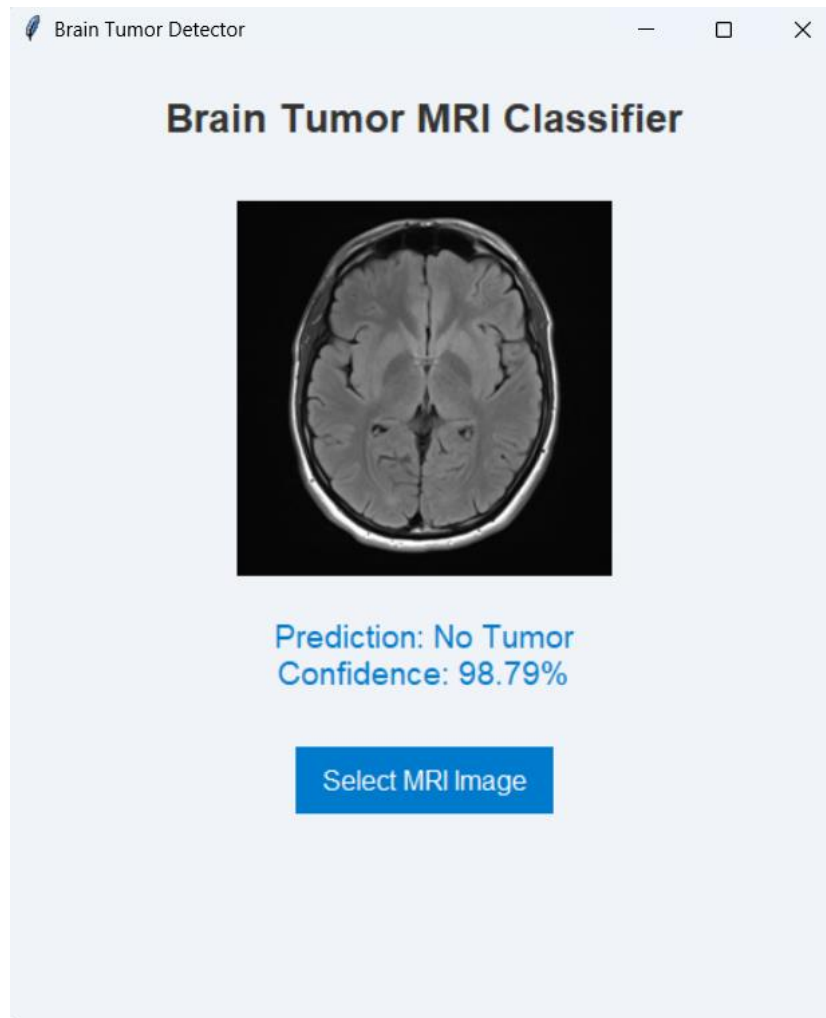 Brain Tumor Detector
Brain Tumor MRI Classifier
Prediction: No Tumor
Confidence: 98.79%
Select MRI Image